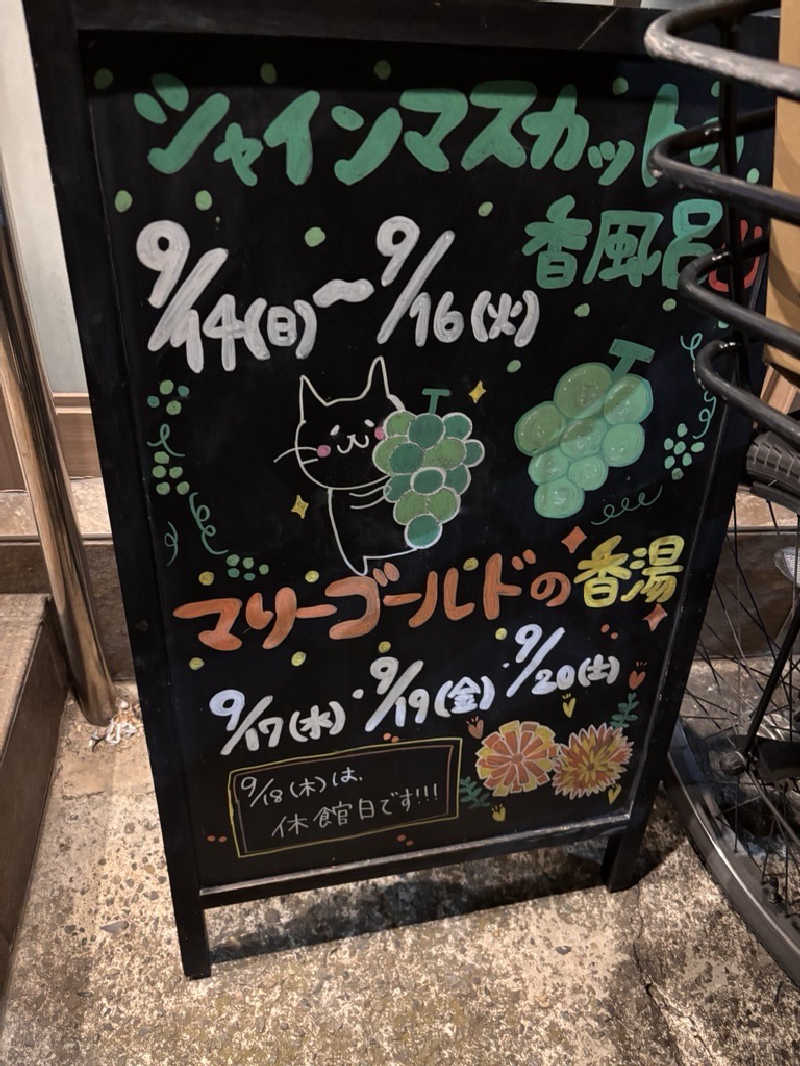 シャインマスカットの
香風呂
9/14(日)〜9/16(火)
マリーゴールドの香湯
9/17(水)・9/19(金)・9/20(土)
9/18(木)は、
休館日です!!!